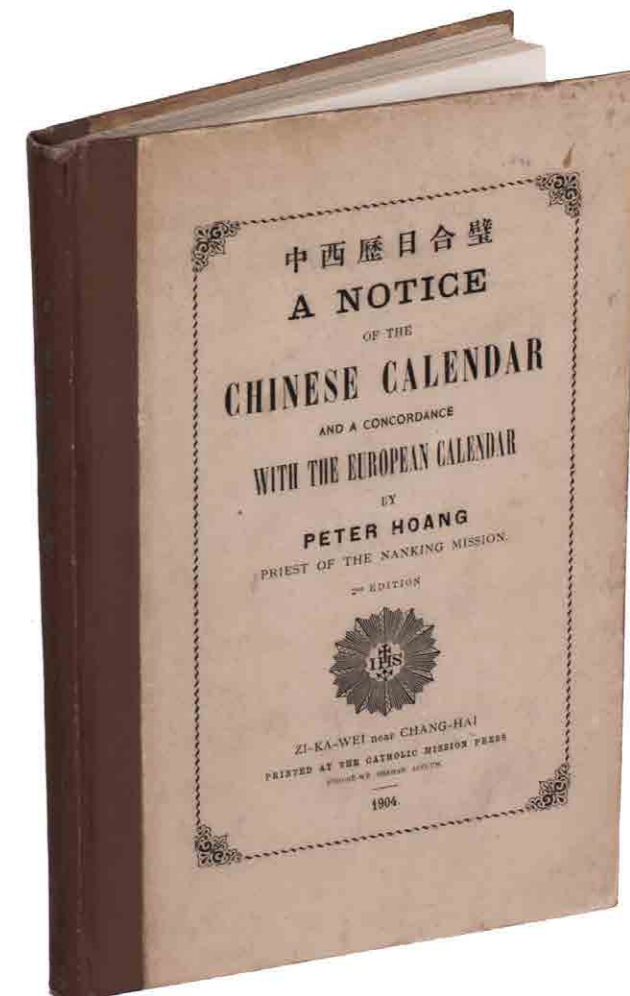 中西歷日合璧
A NOTICE
OF THE
CHINESE CALENDAR
AND A CONCORDANCE
WITH THE EUROPEAN CALENDAR
BY
PETER HOANG
PRIEST OF THE NANKING MISSION.
2ND EDITION
IHS
ZI-KA-WEI near CHANG-HAI
PRINTED AT THE CATHOLIC MISSION PRESS
1904.